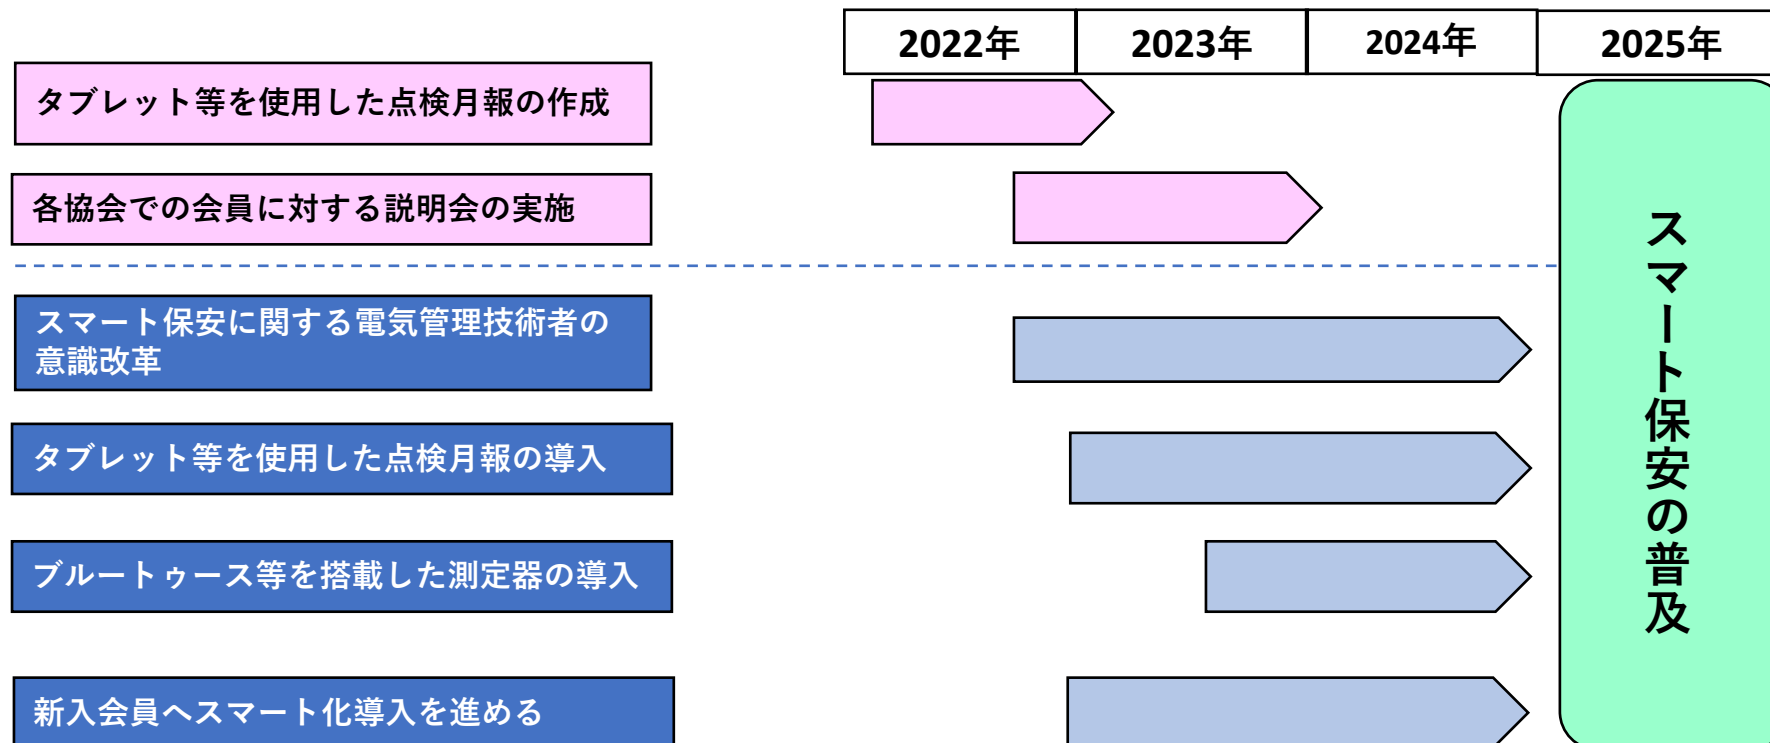 2022年 2023年 2024年 2025年
タブレット等を使用した点検月報の作成
各協会での会員に対する説明会の実施
スマート保安に関する電気管理技術者の
意識改革
タブレット等を使用した点検月報の導入
ブルートゥース等を搭載した測定器の導入
新入会員へスマート化導入を進める
スマート保安の普及